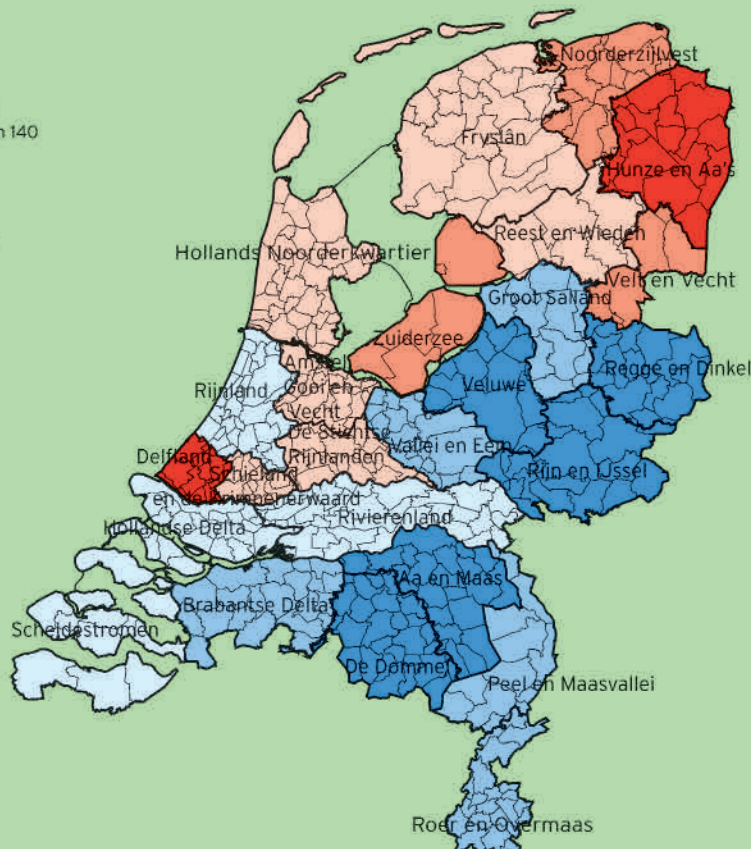 Noorderzijlvest
n 140
Fryslân
Hunze en Aa's
Reest en Wieden
Hollands Noorderkwartier
Velt en Vecht
Groot Salland
Zuiderzee
Amstel
Gooi en
Vecht
Regge en Dinkel
Veluwe
Rijnland
De Stichtse
Rijnlanden
Vallei en Eem
Delfland
Schieland
en de Krimpenerwaard
Rijn en IJssel
Rivierenland
Hollandse Delta
Aa en Maas
Brabantse Delta
Scheldestromen
De Dommel
Peel en Maasvallei
Roer en Overmaas